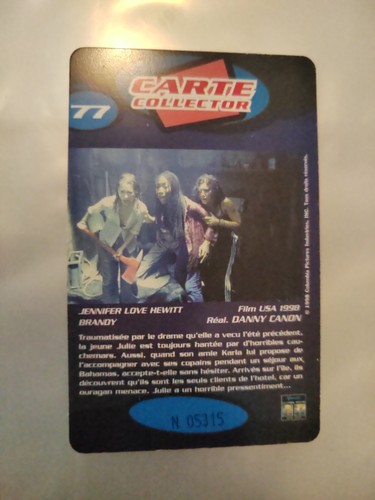 CARTE
COLLECTOR
77
© 1998 Columbia Pictures Industries, INC. Tous droits réservés.
JENNIFER LOVE HEWITT
BRANDY
Film USA 1998
Réal. DANNY CANON
Traumatisée par le drame qu'elle a vecu l'été précédent,
la jeune Julie est toujours hantée par d'horribles cau-
chemars. Aussi, quand son amie Karla lui propose de
l'accompagner avec ses copains pendant un séjour aux
Bahamas, accepte-t-elle sans hésiter. Arrivés sur l'île, ils
découvrent qu'ils sont les seuls clients de l'hotel, car un
ouragan menace. Julie a un horrible pressentiment...
M 05315